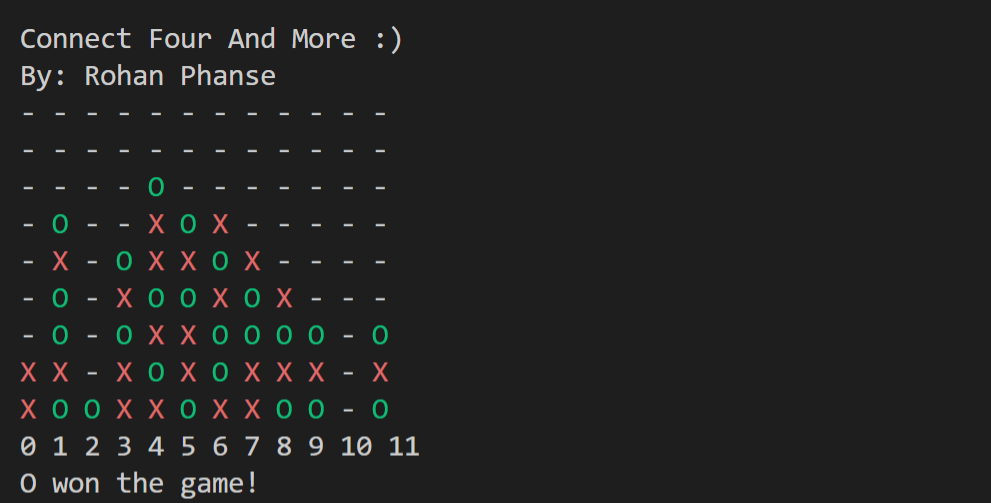 Connect Four And More :)
By: Rohan Phanse
- - - - - - - - - - - -
- - - - - - - - - - - -
- - - - O - - - - - - -
- O - - X O X - - - - -
- X - O X X O X - - - -
- O - X O O X O X - - -
- O - O X X O O O O - O
X X - X O X O X X X - X
X O O X X O X X O O - O
0 1 2 3 4 5 6 7 8 9 10 11
O won the game!